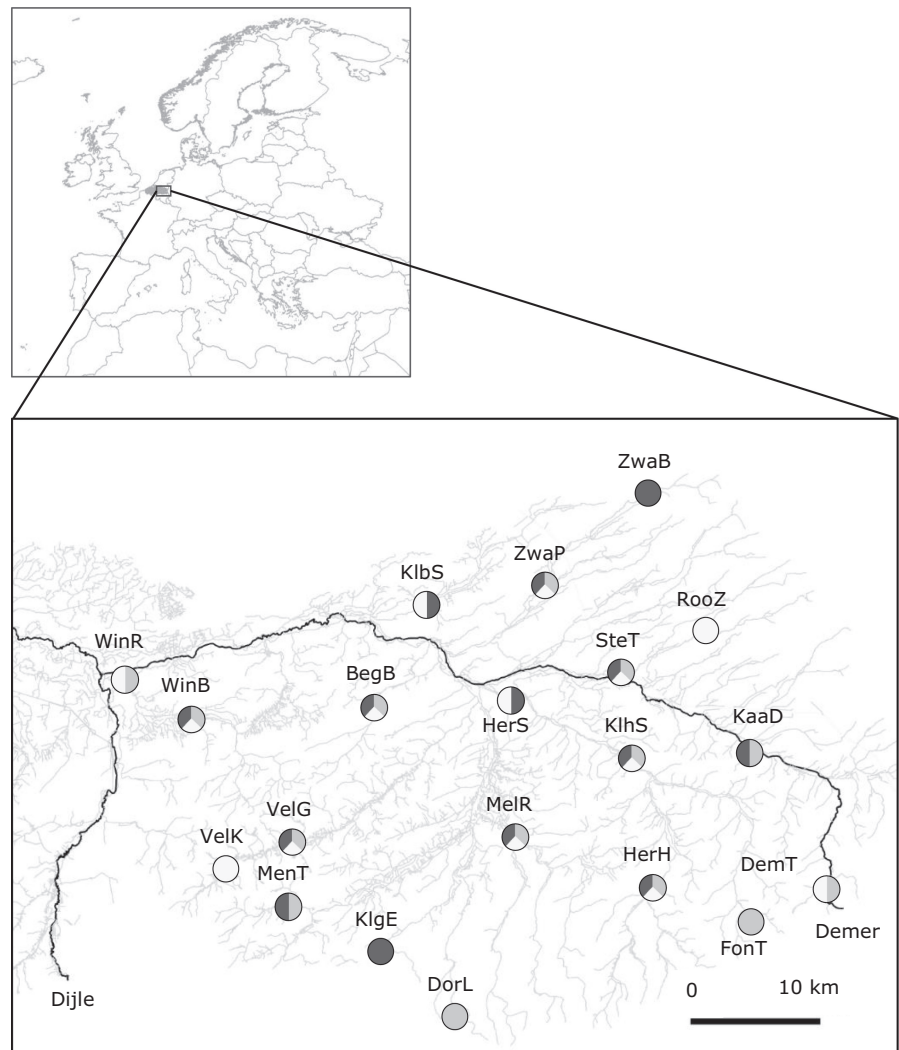 ZwaB
ZwaP
KlbS
RooZ
SteT
WinR
WinB
BegB
HerS
KlhS
KaaD
VelG
MelR
VelK
MenT
HerH
DemT
KlgE
FonT
Demer
DorL
0 10 km
Dijle